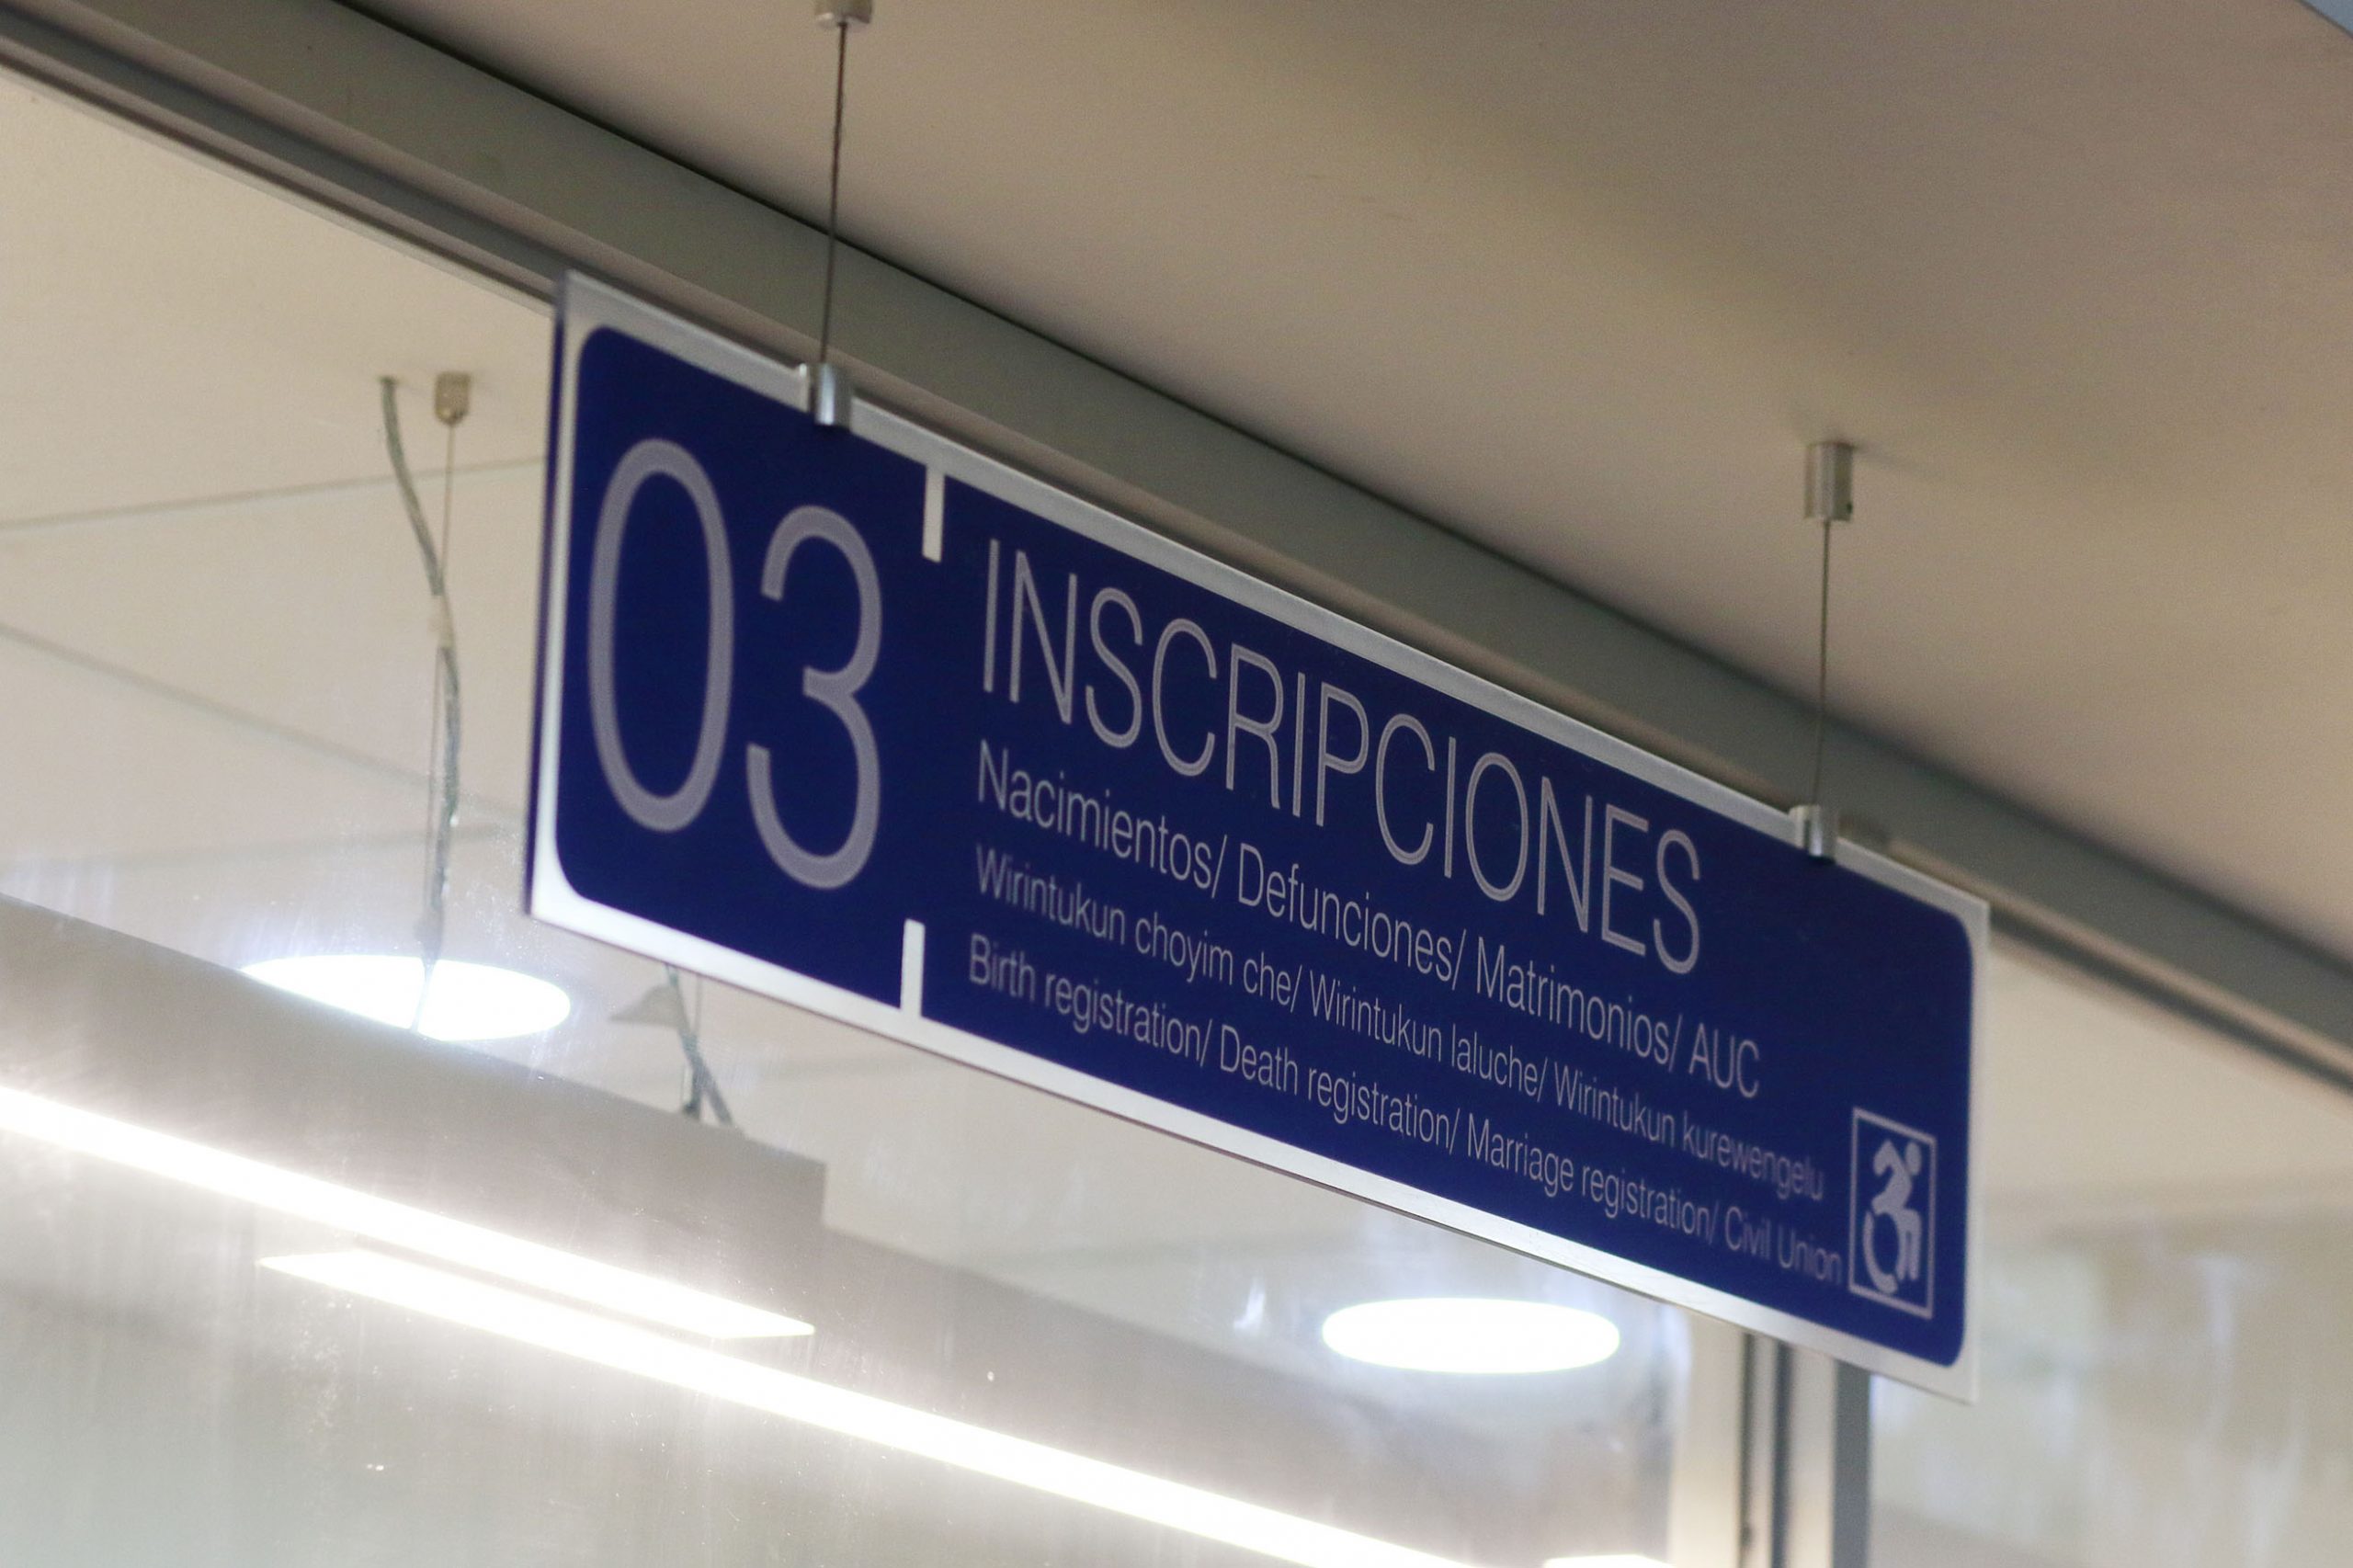 03
INSCRIPCIONES
Nacimientos/ Defunciones/ Matrimonios/ AUC
Wirintukun choyim che/ Wirintukun laluche/ Wirintukun kurewengelu
Birth registration/ Death registration/ Marriage registration/ Civil Union